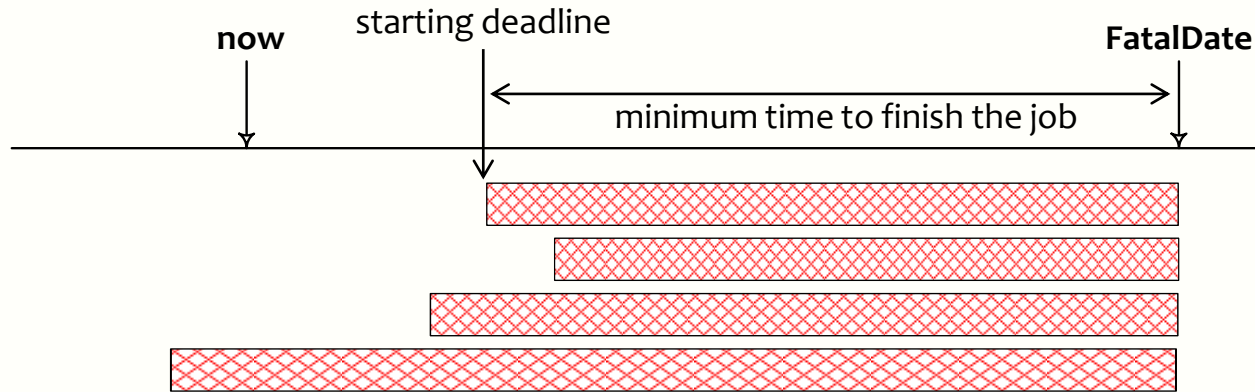 starting deadline
now
FatalDate
minimum time to finish the job